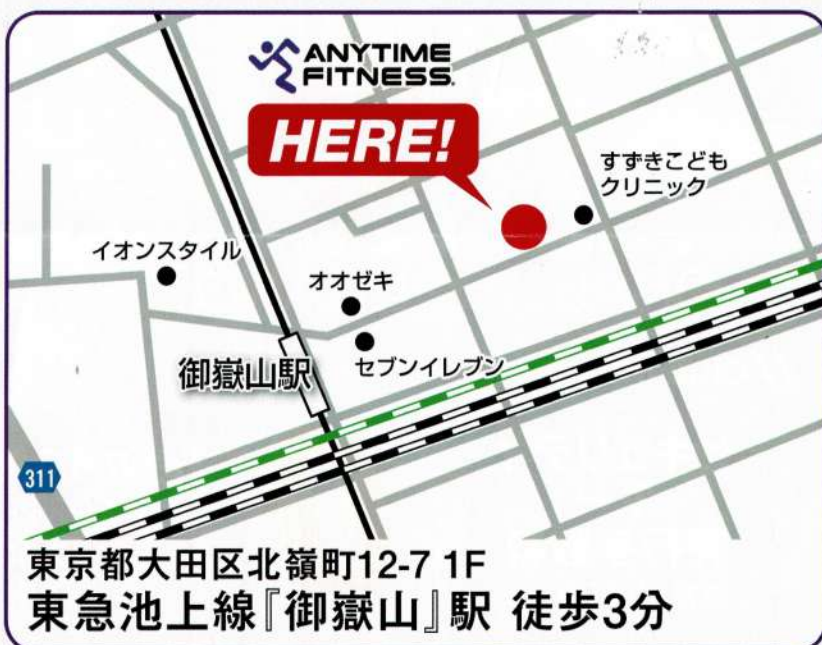 ANYTIME
FITNESS.
HERE!
すずきこども
クリニック
イオンスタイル
オオゼキ
セブンイレブン
御嶽山駅
311
東京都大田区北嶺町12-7 1F
東急池上線『御嶽山』駅 徒歩3分